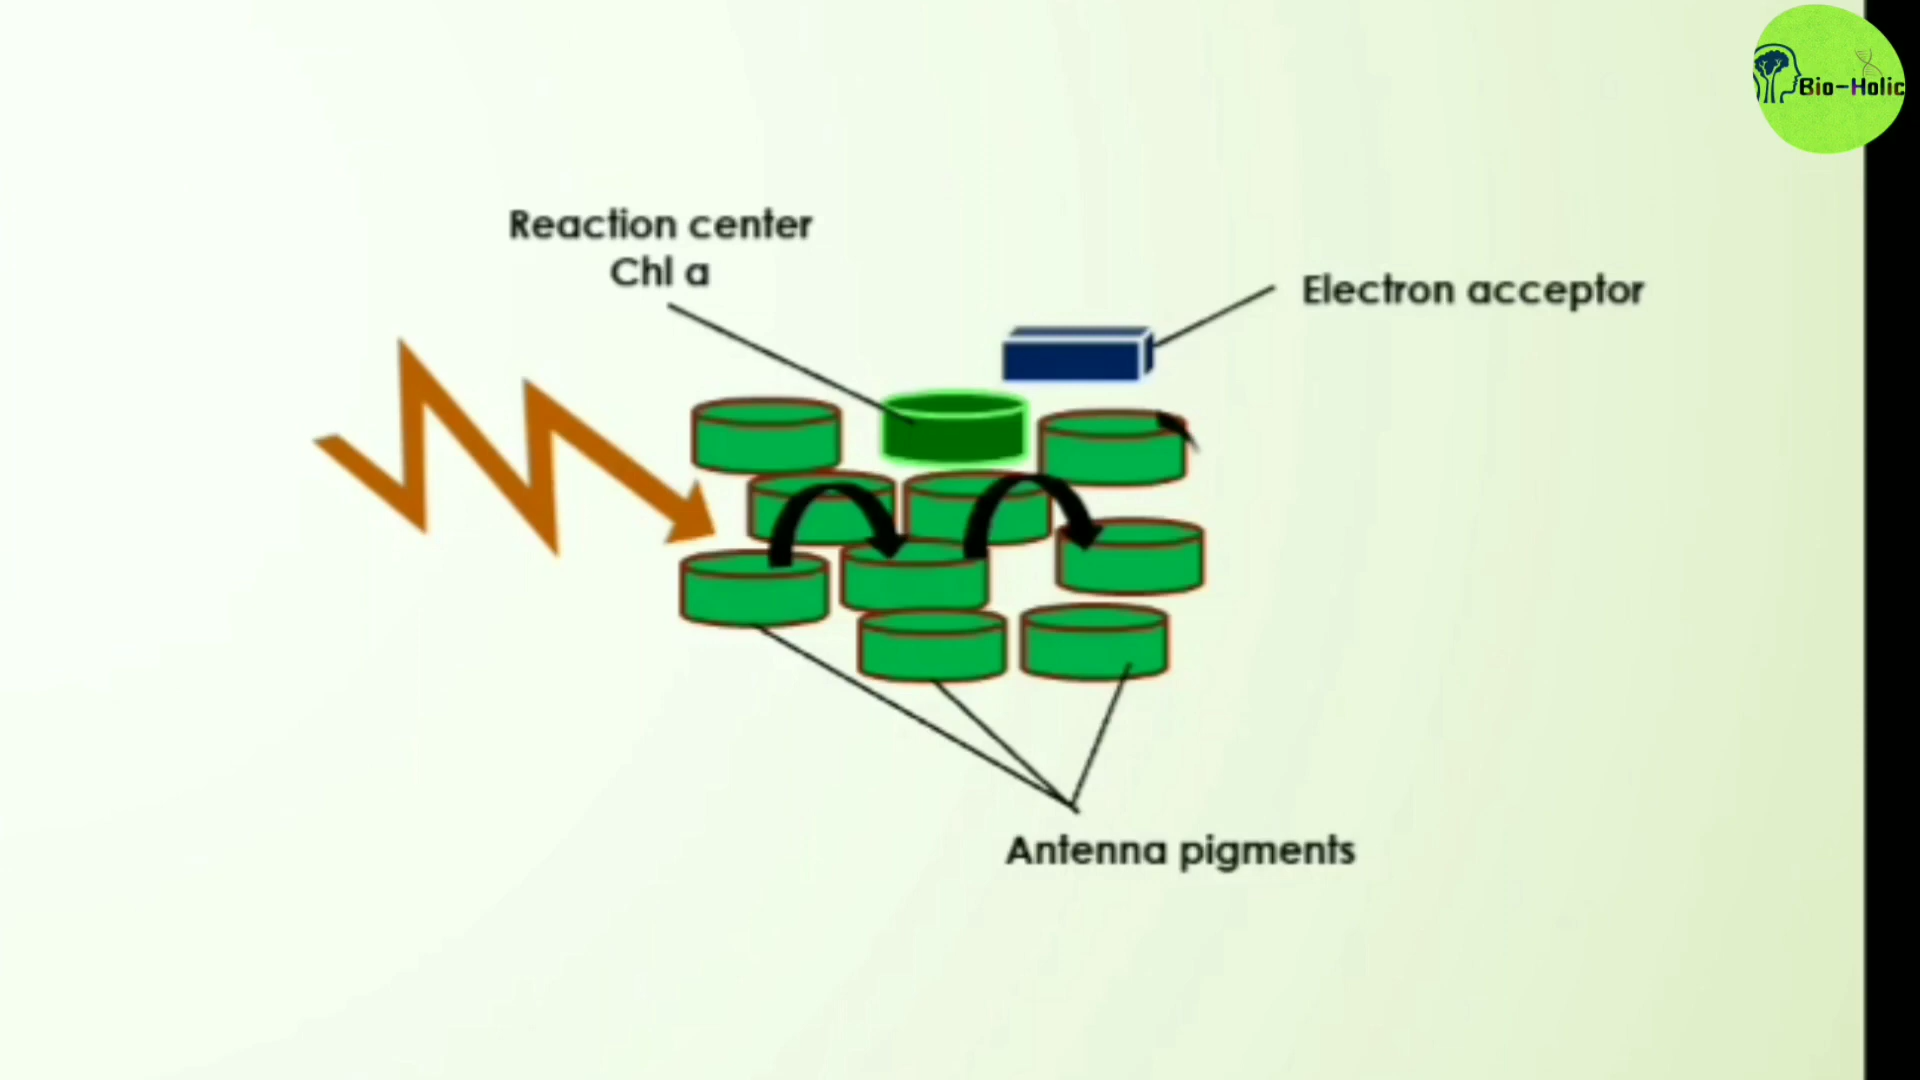 Bio-Holic
Reaction center
Chl a
Electron acceptor
Antenna pigments